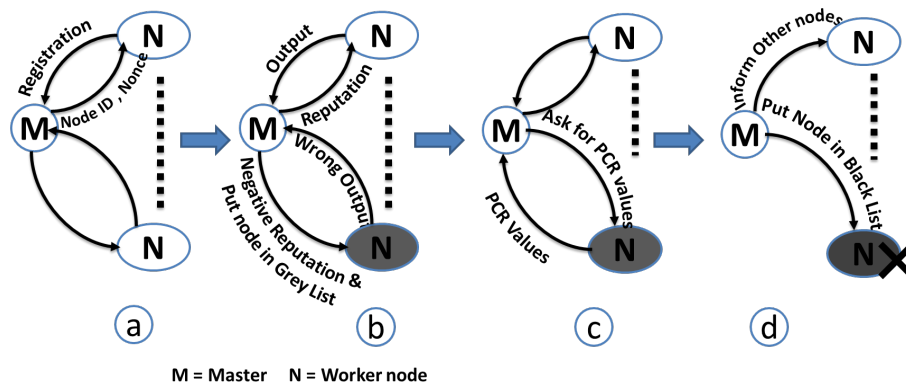 N
Registration
Node ID , Nonce
M
N
a
N
Output
Reputation
M
Wrong Output
Negative Reputation &
Put node in Grey List
N
b
N
M
Ask for PCR values
PCR Values
N
c
N
Inform Other nodes
M
Put Node in Black List
N
d
M = Master N = Worker node